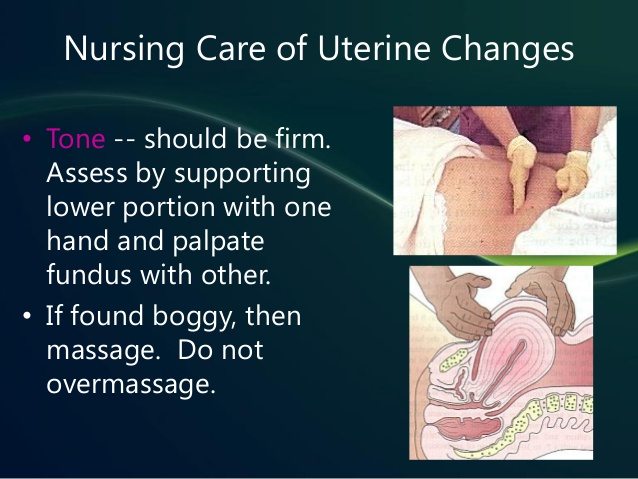 Nursing Care of Uterine Changes
• Tone -- should be firm.
Assess by supporting
lower portion with one
hand and palpate
fundus with other.
• If found boggy, then
massage.  Do not
overmassage.